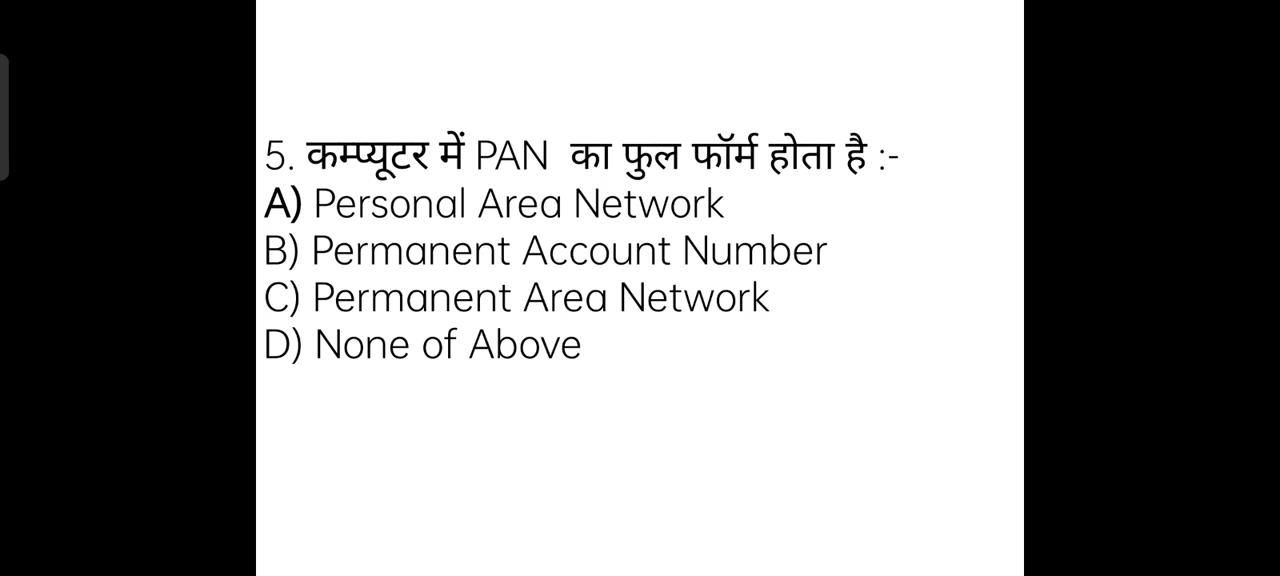 5. कम्प्यूटर में PAN का फुल फॉर्म होता है :-
A) Personal Area Network
B) Permanent Account Number
C) Permanent Area Network
D) None of Above